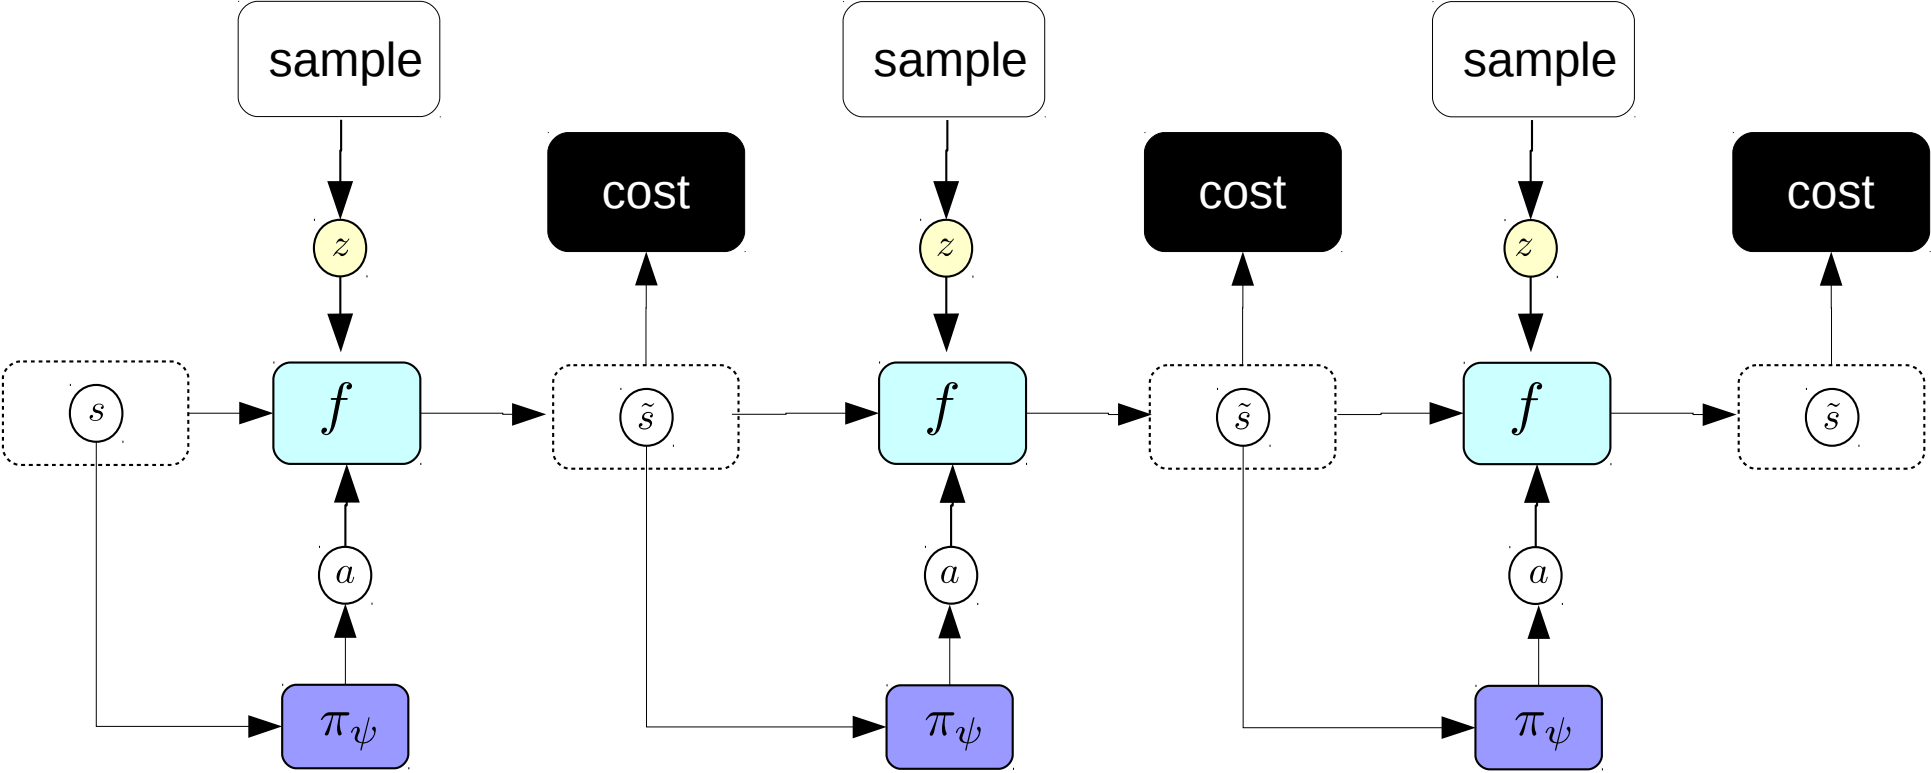 sample sample sample
cost cost cost
z z z
s f s̃ f s̃ f s̃
a a a
π_ψ π_ψ π_ψ